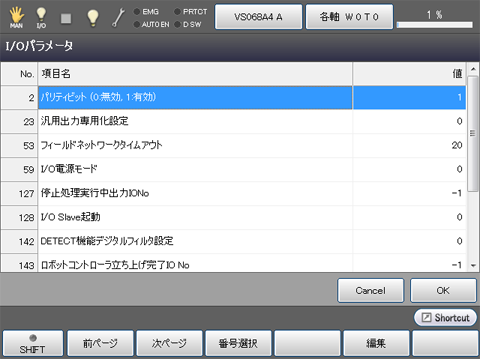 MAN
I/O
EMG
AUTO EN
PRTCT
D SW
VS068A4 A
各軸 W 0 T 0
1 %
I/Oパラメータ
No. 項目名 値
2 パリティビット (0:無効, 1:有効) 1
23 汎用出力専用化設定 0
53 フィールドネットワークタイムアウト 20
59 I/O電源モード 0
127 停止処理実行中出力IONo -1
128 I/O Slave起動 0
142 DETECT機能デジタルフィルタ設定 0
143 ロボットコントローラ立ち上げ完了IO No -1
Cancel OK
Shortcut
SHIFT 前ページ 次ページ 番号選択 編集